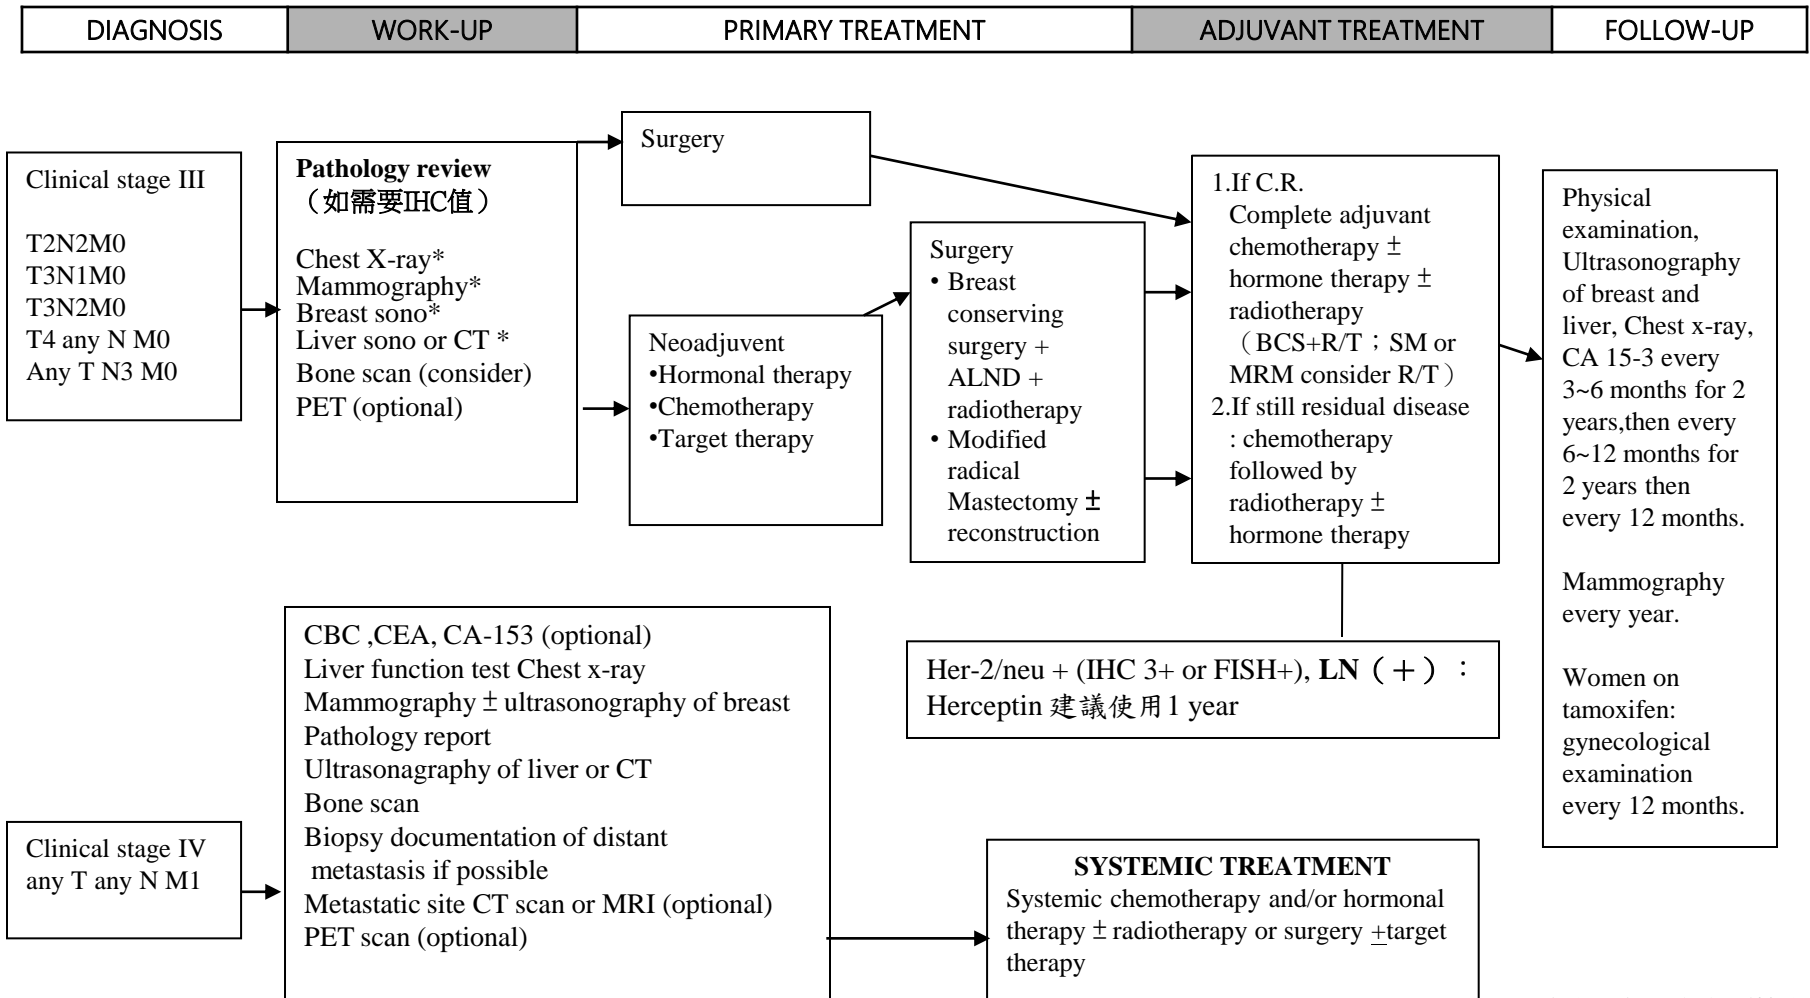 DIAGNOSIS
WORK-UP
PRIMARY TREATMENT
ADJUVANT TREATMENT
FOLLOW-UP
Clinical stage III
T2N2M0
T3N1M0
T3N2M0
T4 any N M0
Any T N3 M0
Pathology review
（如需要IHC值）
Chest X-ray*
Mammography*
Breast sono*
Liver sono or CT *
Bone scan (consider)
PET (optional)
Surgery
Neoadjuvent
•Hormonal therapy
•Chemotherapy
•Target therapy
Surgery
• Breast
conserving
surgery +
ALND +
radiotherapy
• Modified
radical
Mastectomy ±
reconstruction
1.If C.R.
Complete adjuvant
chemotherapy ±
hormone therapy ±
radiotherapy
（BCS+R/T；SM or
MRM consider R/T）
2.If still residual disease
: chemotherapy
followed by
radiotherapy ±
hormone therapy
Her-2/neu + (IHC 3+ or FISH+), LN（＋）：
Herceptin 建議使用1 year
Physical
examination,
Ultrasonography
of breast and
liver, Chest x-ray,
CA 15-3 every
3~6 months for 2
years,then every
6~12 months for
2 years then
every 12 months.
Mammography
every year.
Women on
tamoxifen:
gynecological
examination
every 12 months.
Clinical stage IV
any T any N M1
CBC ,CEA, CA-153 (optional)
Liver function test Chest x-ray
Mammography ± ultrasonography of breast
Pathology report
Ultrasonagraphy of liver or CT
Bone scan
Biopsy documentation of distant
metastasis if possible
Metastatic site CT scan or MRI (optional)
PET scan (optional)
SYSTEMIC TREATMENT
Systemic chemotherapy and/or hormonal
therapy ± radiotherapy or surgery ±target
therapy